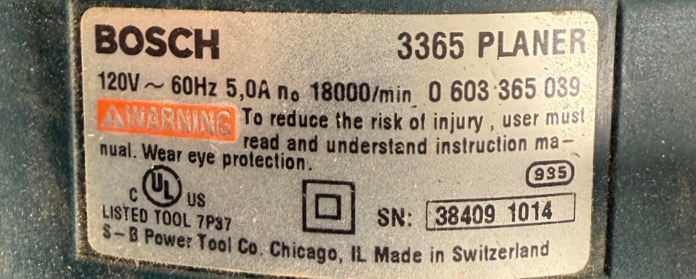 BOSCH 3365 PLANER
120V ~ 60Hz 5,0A n₀ 18000/min 0 603 365 039
WARNING To reduce the risk of injury, user must
read and understand instruction ma-
nual. Wear eye protection.
935
C UL US
LISTED TOOL 7P37
SN: 38409 1014
S-B Power Tool Co. Chicago, IL Made in Switzerland